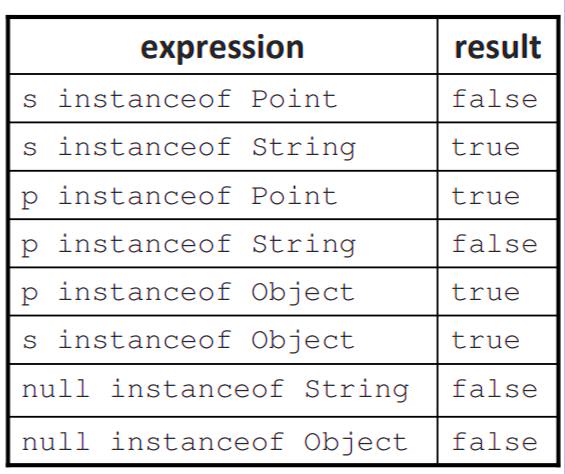 expression result
s instanceof Point false
s instanceof String true
p instanceof Point true
p instanceof String false
p instanceof Object true
s instanceof Object true
null instanceof String false
null instanceof Object false